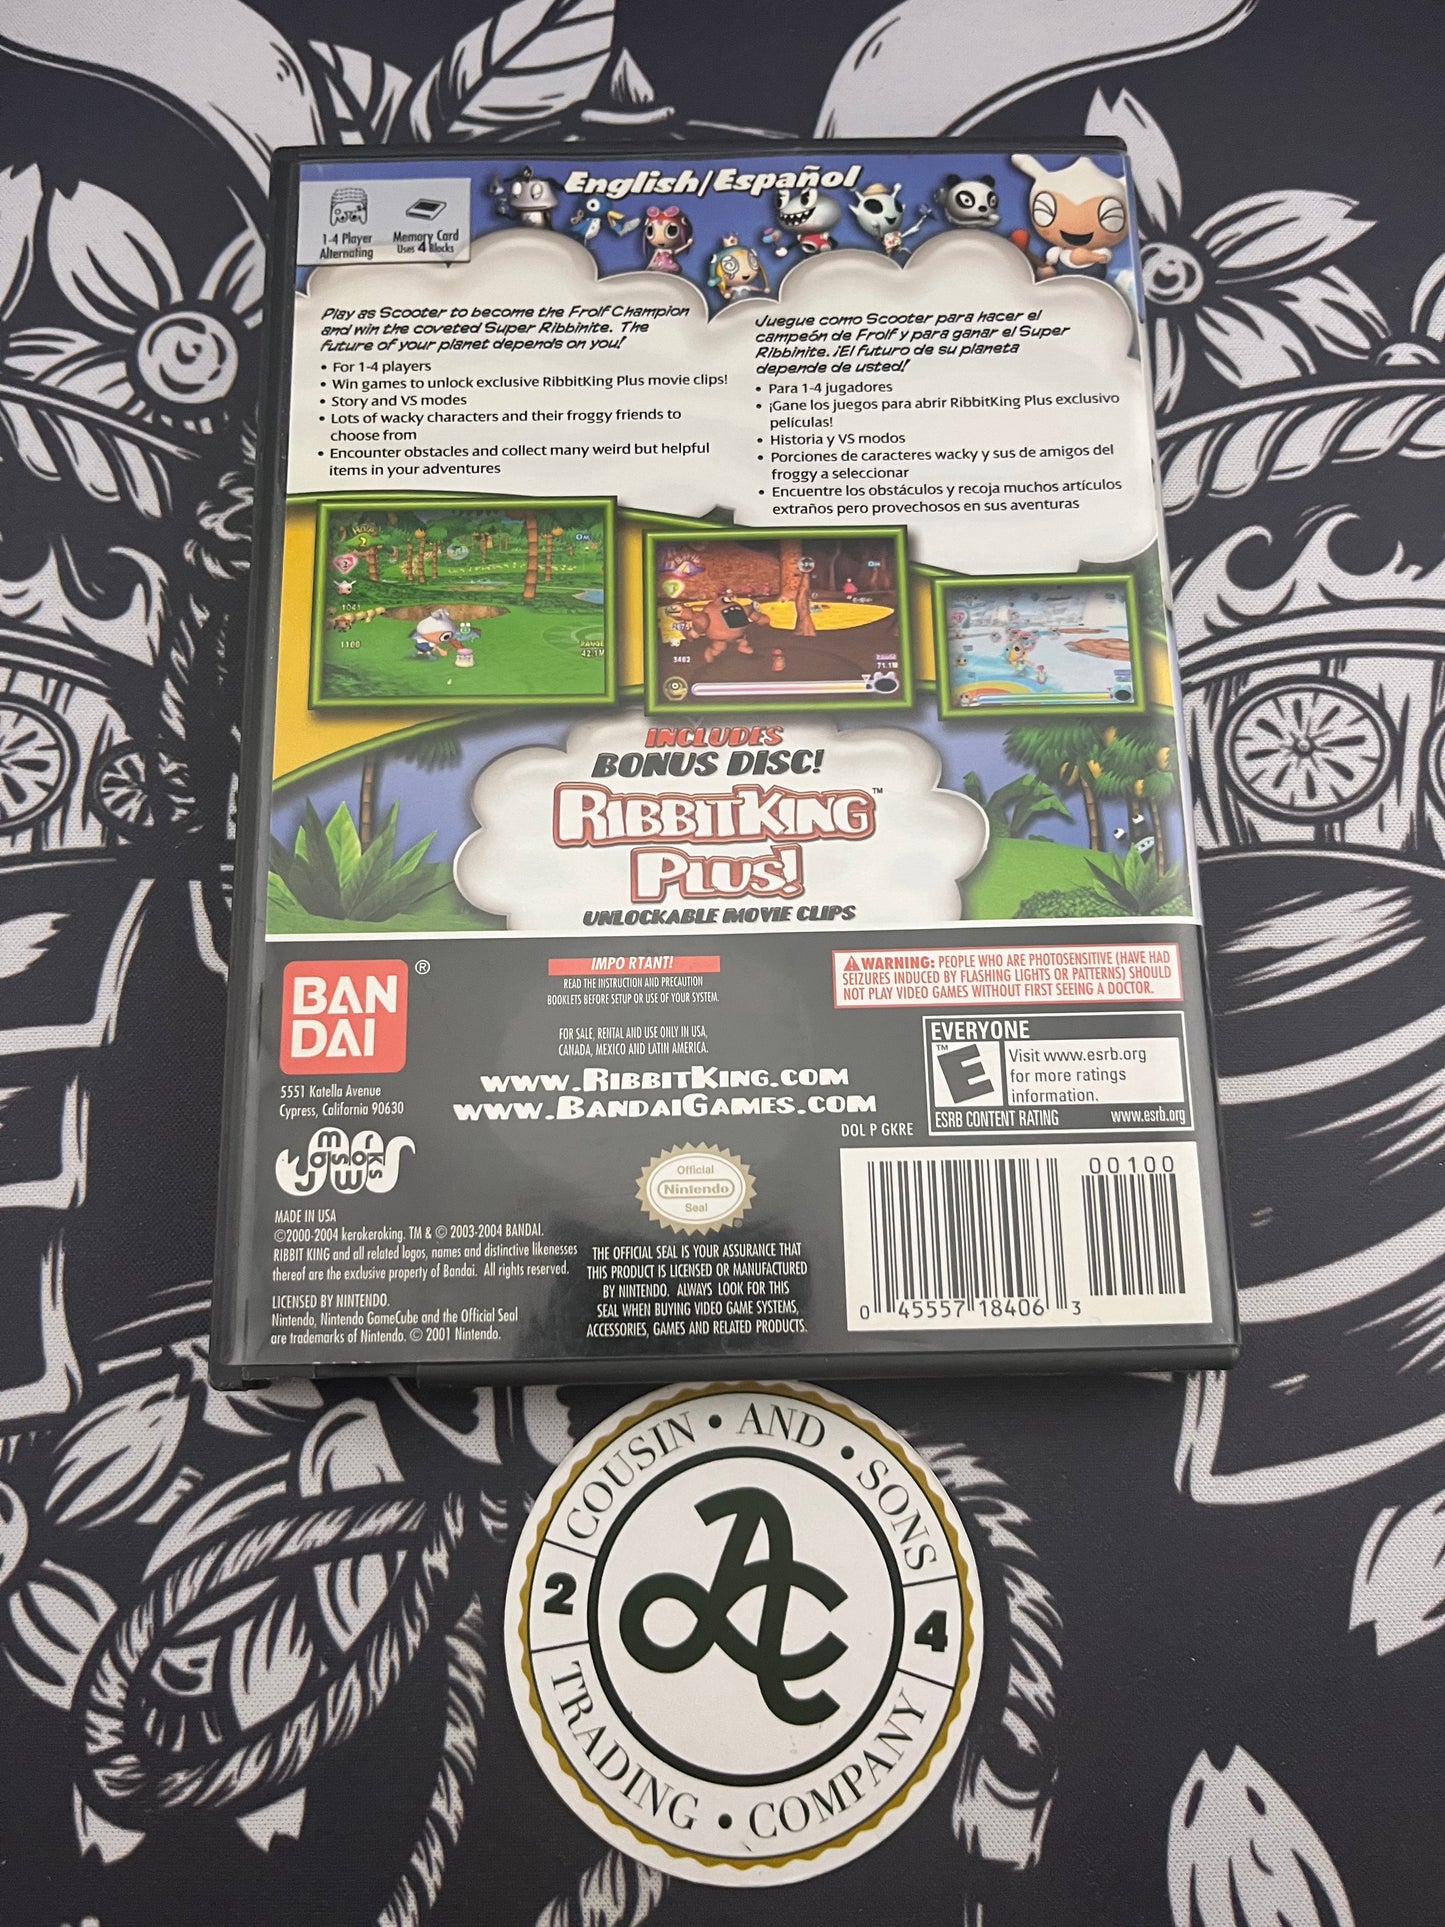 English/Español
1-4 Player
Alternating
Memory Card
Uses 4 Blocks
Play as Scooter to become the Frolf Champion
and win the coveted Super Ribbinite. The
future of your planet depends on you!
• For 1-4 players
• Win games to unlock exclusive RibbitKing Plus movie clips!
• Story and VS modes
• Lots of wacky characters and their froggy friends to
choose from
• Encounter obstacles and collect many weird but helpful
items in your adventures
Juegue como Scooter para hacer el
campeón de Frolf y para ganar el Super
Ribbinite. ¡El futuro de su planeta
depende de usted!
• Para 1-4 jugadores
• ¡Gane los juegos para abrir RibbitKing Plus exclusivo
películas!
• Historia y VS modos
• Porciones de caracteres wacky y sus de amigos del
froggy a seleccionar
• Encuentre los obstáculos y recoja muchos artículos
extraños pero provechosos en sus aventuras
1041
1100
42.1M
3462
71.1M
INCLUDES
BONUS DISC!
RIBBITKING™
PLUS!
UNLOCKABLE MOVIE CLIPS
BAN
DAI
®
5551 Katella Avenue
Cypress, California 90630
IMPO RTANT!
READ THE INSTRUCTION AND PRECAUTION
BOOKLETS BEFORE SETUP OR USE OF YOUR SYSTEM.
FOR SALE, RENTAL AND USE ONLY IN USA,
CANADA, MEXICO AND LATIN AMERICA.
WWW.RIBBITKING.COM
WWW.BANDAIGAMES.COM
WARNING: PEOPLE WHO ARE PHOTOSENSITIVE (HAVE HAD
SEIZURES INDUCED BY FLASHING LIGHTS OR PATTERNS) SHOULD
NOT PLAY VIDEO GAMES WITHOUT FIRST SEEING A DOCTOR.
EVERYONE
E™
Visit www.esrb.org
for more ratings
information.
ESRB CONTENT RATING www.esrb.org
DOL P GKRE
MADE IN USA
©2000-2004 kerokeroking. TM & © 2003-2004 BANDAI.
RIBBIT KING and all related logos, names and distinctive likenesses
thereof are the exclusive property of Bandai. All rights reserved.
LICENSED BY NINTENDO.
Nintendo, Nintendo GameCube and the Official Seal
are trademarks of Nintendo. © 2001 Nintendo.
Official
Nintendo
Seal
®
THE OFFICIAL SEAL IS YOUR ASSURANCE THAT
THIS PRODUCT IS LICENSED OR MANUFACTURED
BY NINTENDO. ALWAYS LOOK FOR THIS
SEAL WHEN BUYING VIDEO GAME SYSTEMS,
ACCESSORIES, GAMES AND RELATED PRODUCTS.
00100
0 45557 18406 3
COUSIN • AND • SONS
2 4
TRADING • COMPANY